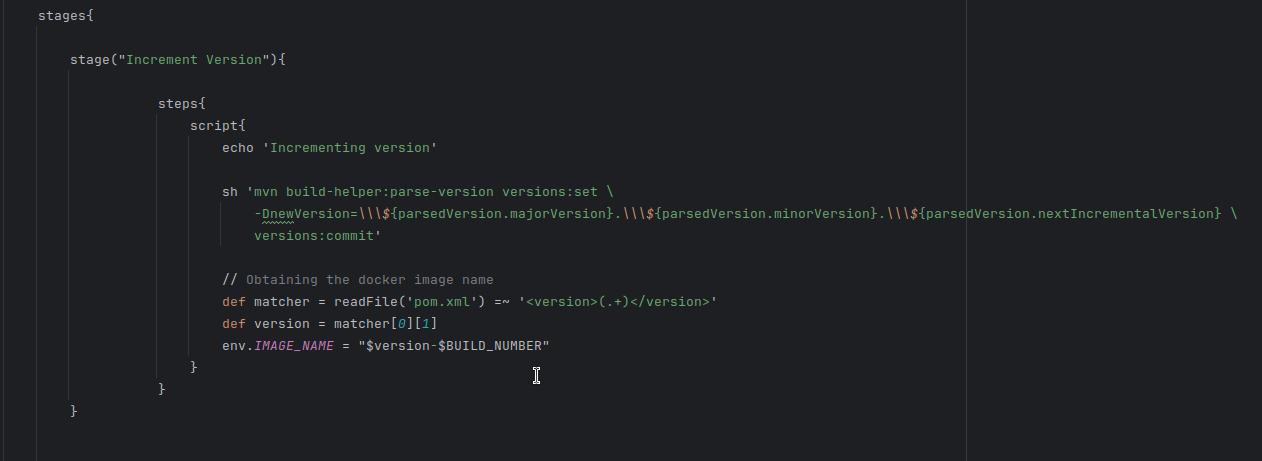 stages{
stage("Increment Version"){
steps{
script{
echo 'Incrementing version'
sh 'mvn build-helper:parse-version versions:set \
-DnewVersion=\\\${parsedVersion.majorVersion}.\\\${parsedVersion.minorVersion}.\\\${parsedVersion.nextIncrementalVersion} \
versions:commit'
// Obtaining the docker image name
def matcher = readFile('pom.xml') =~ '<version>(.+)</version>'
def version = matcher[0][1]
env.IMAGE_NAME = "$version-$BUILD_NUMBER"
}
}
}